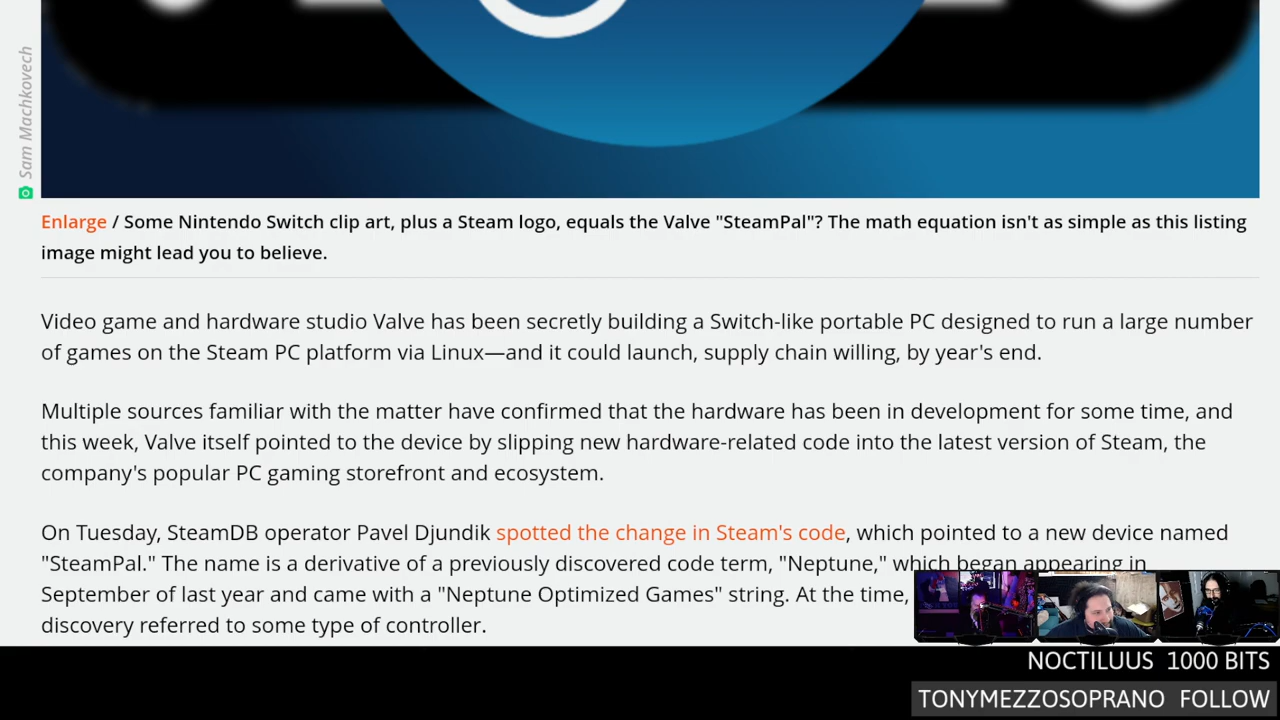 Sam Machkovech
Enlarge / Some Nintendo Switch clip art, plus a Steam logo, equals the Valve "SteamPal"? The math equation isn't as simple as this listing
image might lead you to believe.
Video game and hardware studio Valve has been secretly building a Switch-like portable PC designed to run a large number
of games on the Steam PC platform via Linux—and it could launch, supply chain willing, by year's end.
Multiple sources familiar with the matter have confirmed that the hardware has been in development for some time, and
this week, Valve itself pointed to the device by slipping new hardware-related code into the latest version of Steam, the
company's popular PC gaming storefront and ecosystem.
On Tuesday, SteamDB operator Pavel Djundik spotted the change in Steam's code, which pointed to a new device named
"SteamPal." The name is a derivative of a previously discovered code term, "Neptune," which began appearing in
September of last year and came with a "Neptune Optimized Games" string. At the time,
discovery referred to some type of controller.
NOCTILUUS 1000 BITS
TONYMEZZOSOPRANO FOLLOW